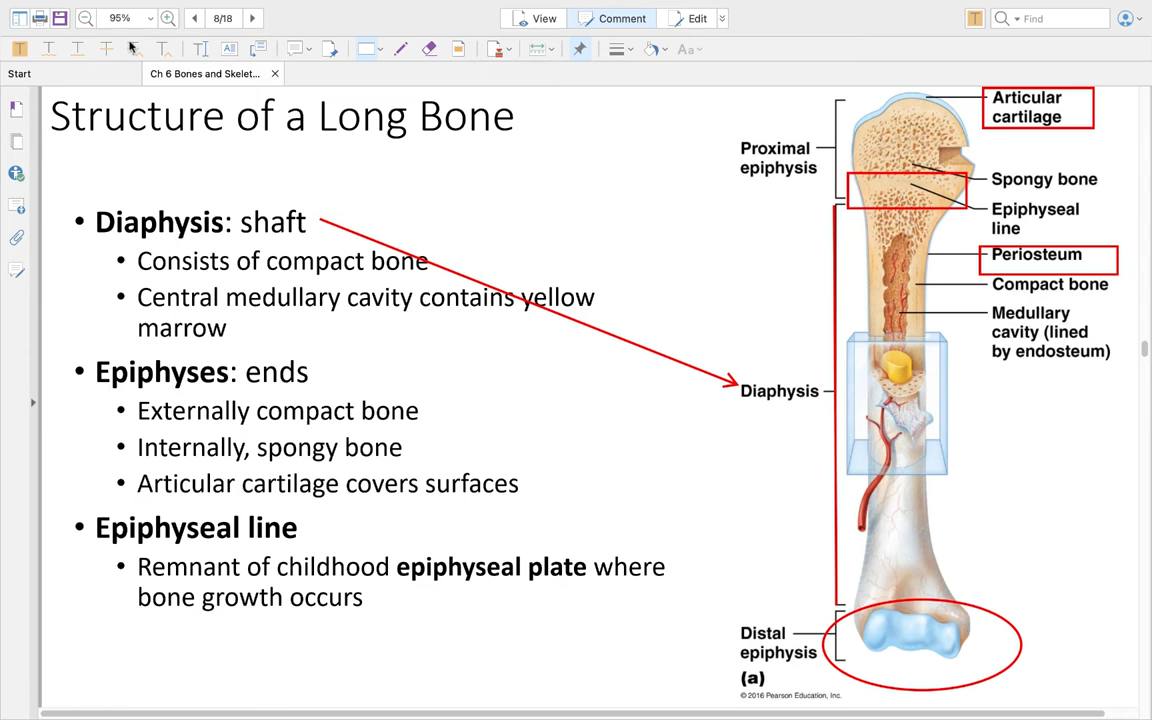 95%
8/18
View
Comment
Edit
Find
Aa
Start
Ch 6 Bones and Skelet...
Structure of a Long Bone
• Diaphysis: shaft
• Consists of compact bone
• Central medullary cavity contains yellow
marrow
• Epiphyses: ends
• Externally compact bone
• Internally, spongy bone
• Articular cartilage covers surfaces
• Epiphyseal line
• Remnant of childhood epiphyseal plate where
bone growth occurs
Articular
cartilage
Proximal
epiphysis
Spongy bone
Epiphyseal
line
Periosteum
Compact bone
Medullary
cavity (lined
by endosteum)
Diaphysis
Distal
epiphysis
(a)
© 2016 Pearson Education, Inc.